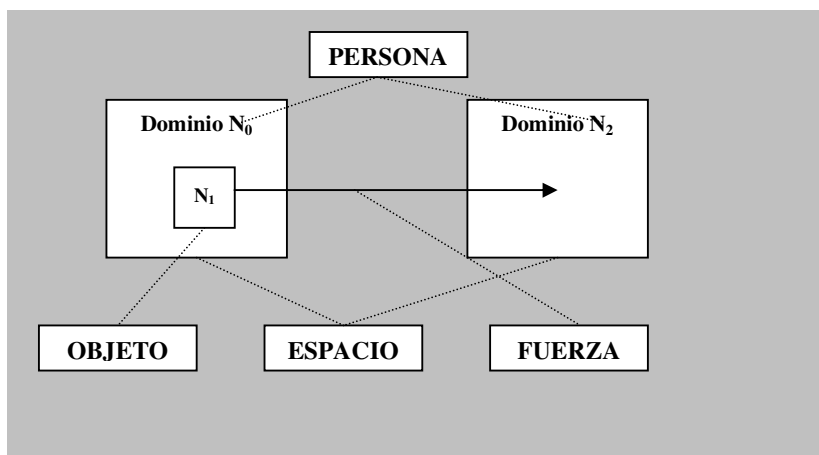 PERSONA
Dominio N₀
Dominio N₂
N₁
OBJETO
ESPACIO
FUERZA